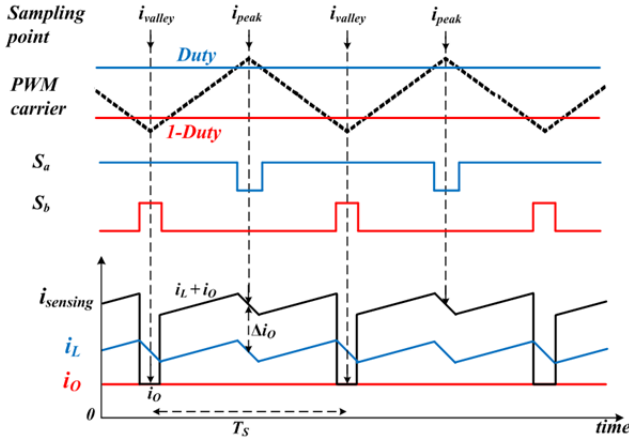 Sampling point
i_valley i_peak i_valley i_peak
Duty
PWM carrier
1-Duty
S_a
S_b
i_L + i_O
i_sensing
Δi_O
i_L
i_O
i_O
0
T_S
time